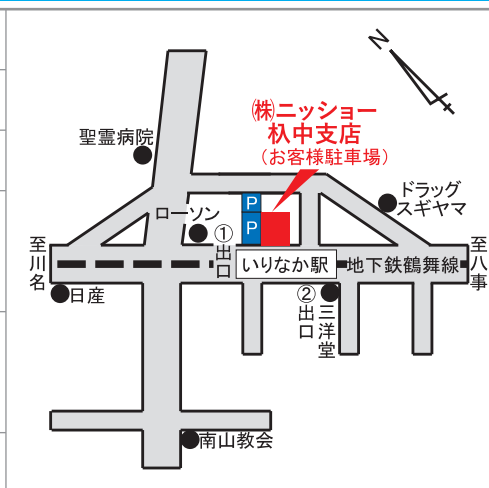 N
㈱ニッショー
杁中支店
(お客様駐車場)
聖霊病院
P
ドラッグ
スギヤマ
ローソン
P
①出口
至川名
いりなか駅
地下鉄鶴舞線
至八事
日産
②出口
三洋堂
南山教会